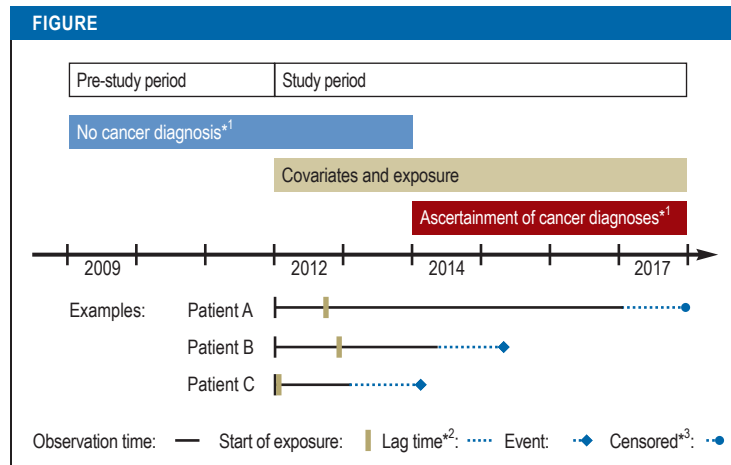 FIGURE
Pre-study period Study period
No cancer diagnosis*1
Covariates and exposure
Ascertainment of cancer diagnoses*1
2009 2012 2014 2017
Examples: Patient A
Patient B
Patient C
Observation time: Start of exposure: Lag time*2: Event: Censored*3: